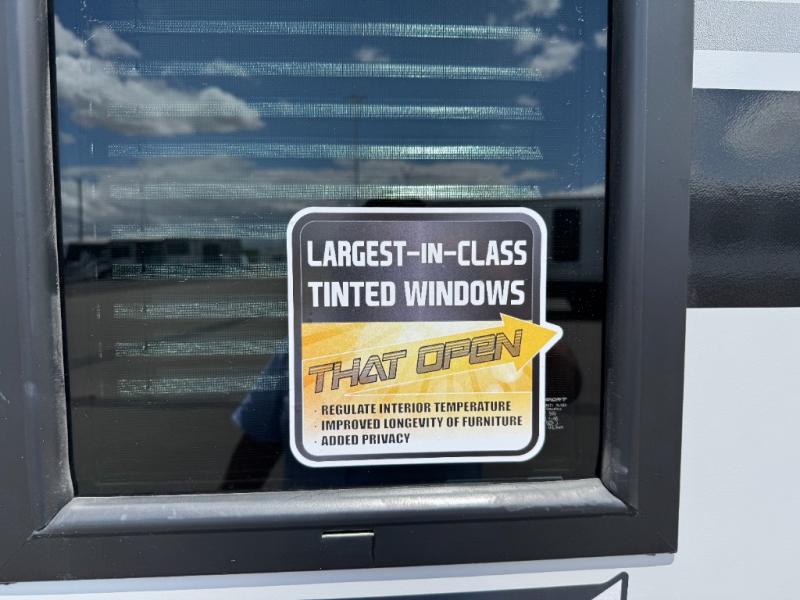 LARGEST-IN-CLASS
TINTED WINDOWS
THAT OPEN
· REGULATE INTERIOR TEMPERATURE
· IMPROVED LONGEVITY OF FURNITURE
· ADDED PRIVACY